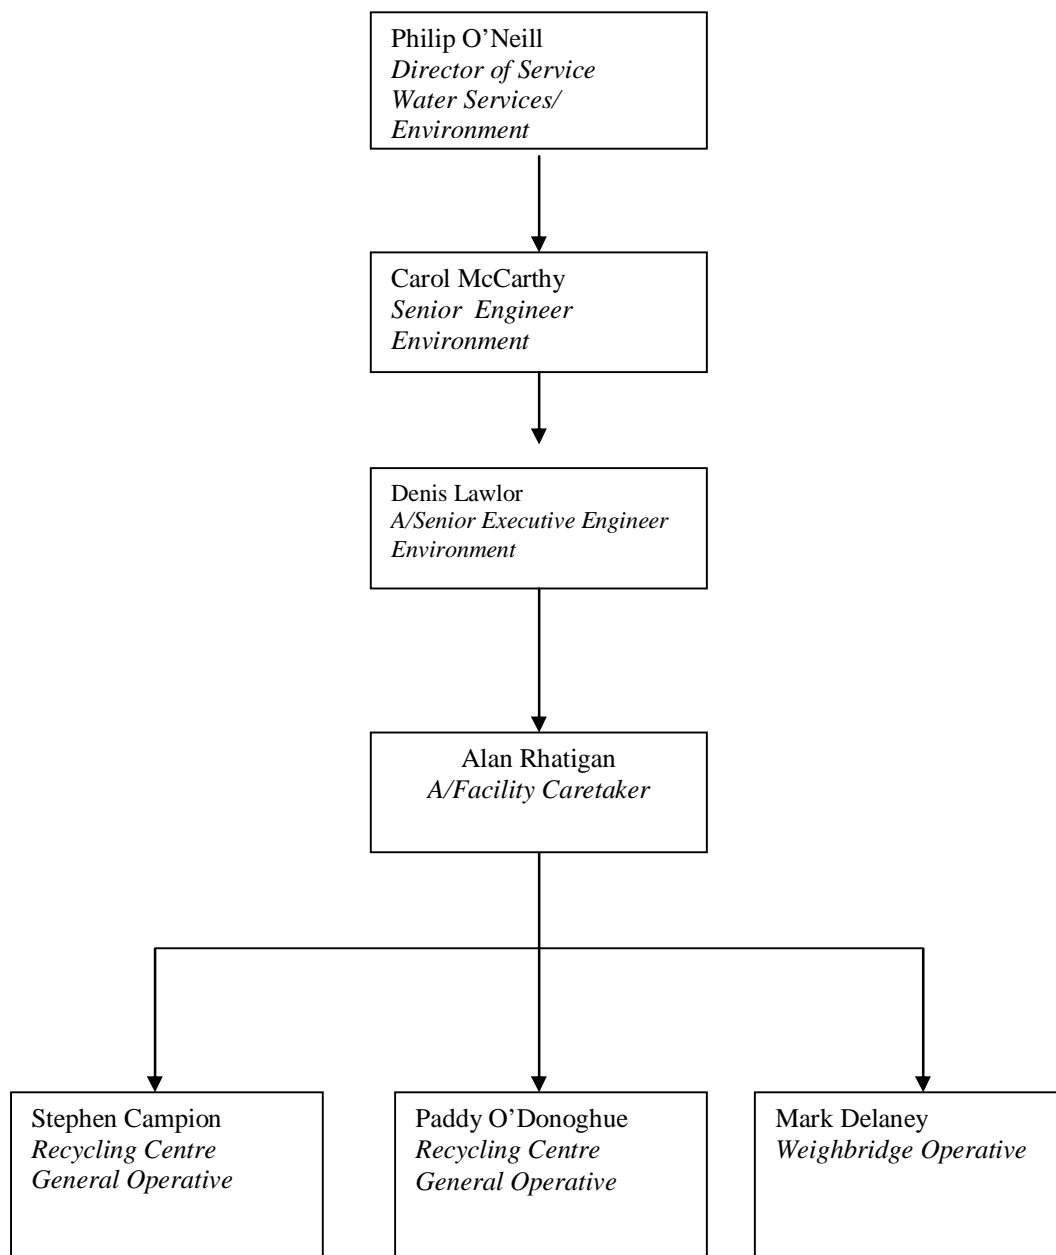 Philip O’Neill
Director of Service
Water Services/
Environment
Carol McCarthy
Senior Engineer
Environment
Denis Lawlor
A/Senior Executive Engineer
Environment
Alan Rhatigan
A/Facility Caretaker
Stephen Campion
Recycling Centre
General Operative
Paddy O’Donoghue
Recycling Centre
General Operative
Mark Delaney
Weighbridge Operative